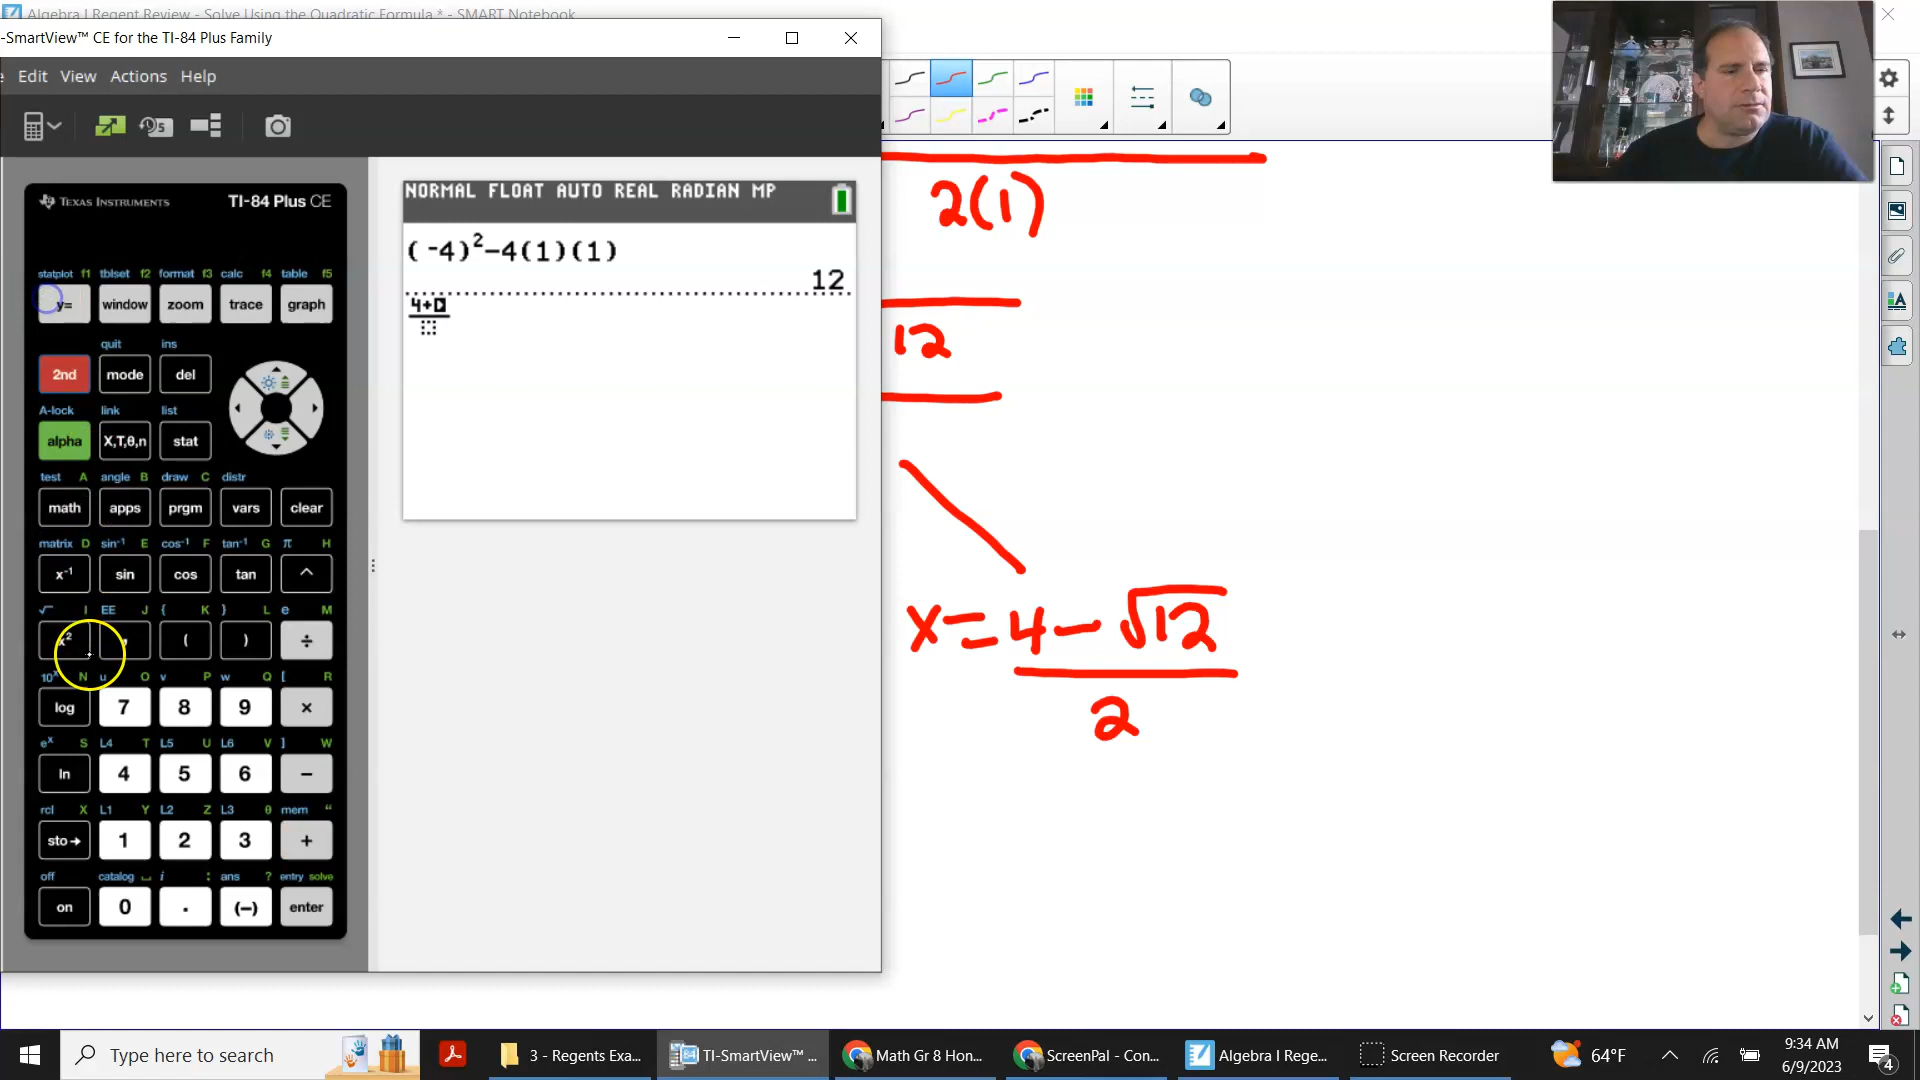 Algebra I Regent Review - Solve Using the Quadratic Formula * - SMART Notebook
-SmartView™ CE for the TI-84 Plus Family
e Edit View Actions Help
TEXAS INSTRUMENTS TI-84 Plus CE
NORMAL FLOAT AUTO REAL RADIAN MP
(-4)²-4(1)(1)
12
4+
2(1)
12
x=4-√12
2
statplot f1 tblset f2 format f3 calc f4 table f5
y= window zoom trace graph
quit ins
2nd mode del
A-lock link list
alpha X,T,θ,n stat
test A angle B draw C distr
math apps prgm vars clear
matrix D sin⁻¹ E cos⁻¹ F tan⁻¹ G π H
x⁻¹ sin cos tan ^
√ I EE J { K } L e M
x² , ( ) ÷
10ˣ N u O v P w Q [ R
log 7 8 9 ×
eˣ S L4 T L5 U L6 V ] W
ln 4 5 6 −
rcl X L1 Y L2 Z L3 θ mem "
sto→ 1 2 3 +
off catalog i : ans ? entry solve
on 0 . (−) enter
Type here to search
3 - Regents Exa...
TI-SmartView™ ...
Math Gr 8 Hon...
ScreenPal - Con...
Algebra I Rege...
Screen Recorder
64°F
9:34 AM
6/9/2023
4